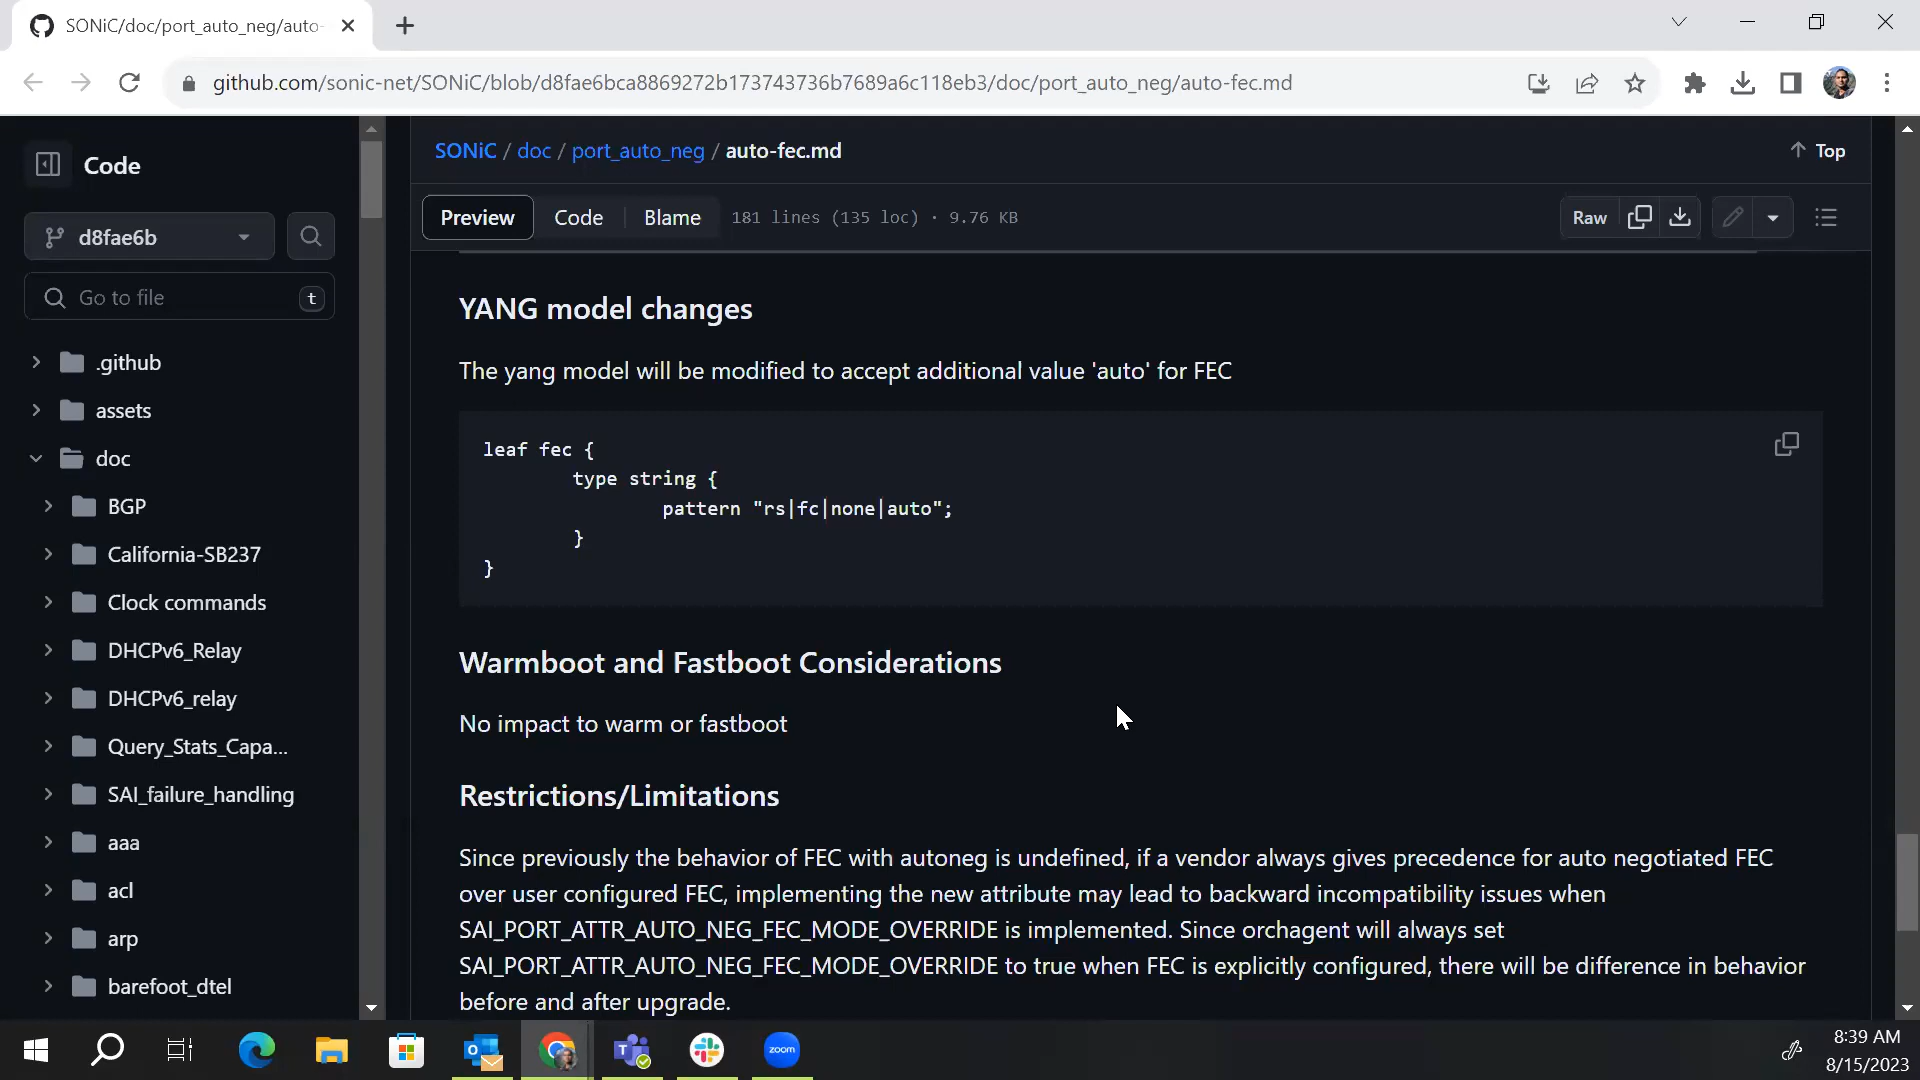 SONiC/doc/port_auto_neg/auto-
github.com/sonic-net/SONiC/blob/d8fae6bca8869272b173743736b7689a6c118eb3/doc/port_auto_neg/auto-fec.md
Code
d8fae6b
Go to file
t
.github
assets
doc
BGP
California-SB237
Clock commands
DHCPv6_Relay
DHCPv6_relay
Query_Stats_Capa...
SAI_failure_handling
aaa
acl
arp
barefoot_dtel
SONiC / doc / port_auto_neg / auto-fec.md
Top
Preview
Code
Blame
181 lines (135 loc) · 9.76 KB
Raw
YANG model changes
The yang model will be modified to accept additional value 'auto' for FEC
leaf fec {
type string {
pattern "rs|fc|none|auto";
}
}
Warmboot and Fastboot Considerations
No impact to warm or fastboot
Restrictions/Limitations
Since previously the behavior of FEC with autoneg is undefined, if a vendor always gives precedence for auto negotiated FEC
over user configured FEC, implementing the new attribute may lead to backward incompatibility issues when
SAI_PORT_ATTR_AUTO_NEG_FEC_MODE_OVERRIDE is implemented. Since orchagent will always set
SAI_PORT_ATTR_AUTO_NEG_FEC_MODE_OVERRIDE to true when FEC is explicitly configured, there will be difference in behavior
before and after upgrade.
zoom
8:39 AM
8/15/2023